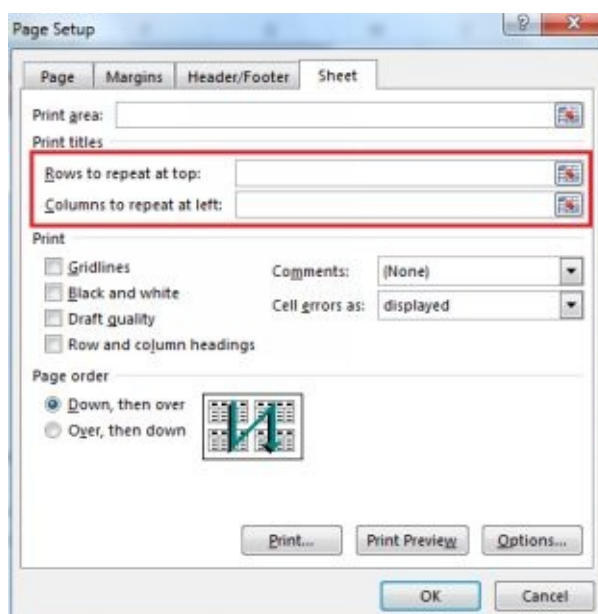 Page Setup
Page Margins Header/Footer Sheet
Print area:
Print titles
Rows to repeat at top:
Columns to repeat at left:
Print
Gridlines
Black and white
Draft quality
Row and column headings
Comments: (None)
Cell errors as: displayed
Page order
Down, then over
Over, then down
Print... Print Preview Options...
OK Cancel